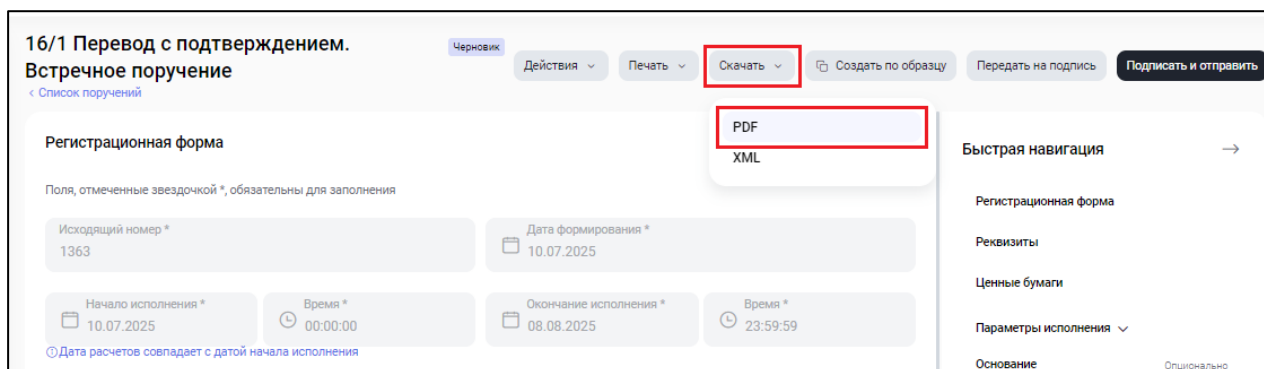 16/1 Перевод с подтверждением.
Встречное поручение
Черновик
Действия
Печать
Скачать
Создать по образцу
Передать на подпись
Подписать и отправить
< Список поручений
PDF
XML
Регистрационная форма
Поля, отмеченные звездочкой *, обязательны для заполнения
Исходящий номер *
1363
Дата формирования *
10.07.2025
Начало исполнения *
10.07.2025
Время *
00:00:00
Окончание исполнения *
08.08.2025
Время *
23:59:59
Дата расчетов совпадает с датой начала исполнения
Быстрая навигация
Регистрационная форма
Реквизиты
Ценные бумаги
Параметры исполнения
Основание
Опционально